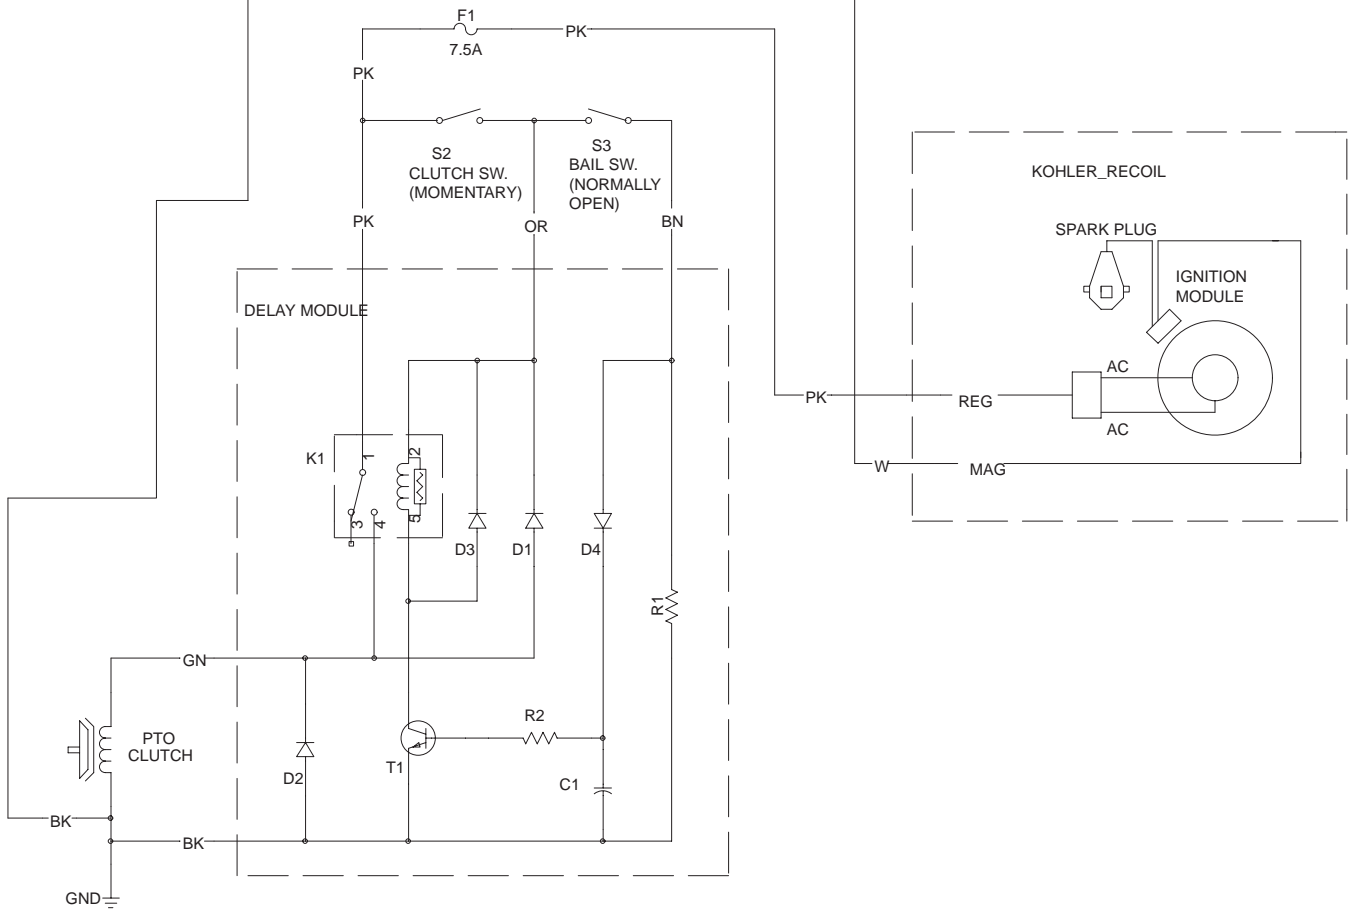 F1
7.5A
PK
PK
S2
CLUTCH SW.
(MOMENTARY)
S3
BAIL SW.
(NORMALLY
OPEN)
PK
OR
BN
KOHLER_RECOIL
SPARK PLUG
IGNITION
MODULE
DELAY MODULE
AC
PK
REG
AC
K1
1
2
W
MAG
3
4
5
D3
D1
D4
R1
GN
PTO
CLUTCH
R2
T1
D2
C1
BK
BK
GND